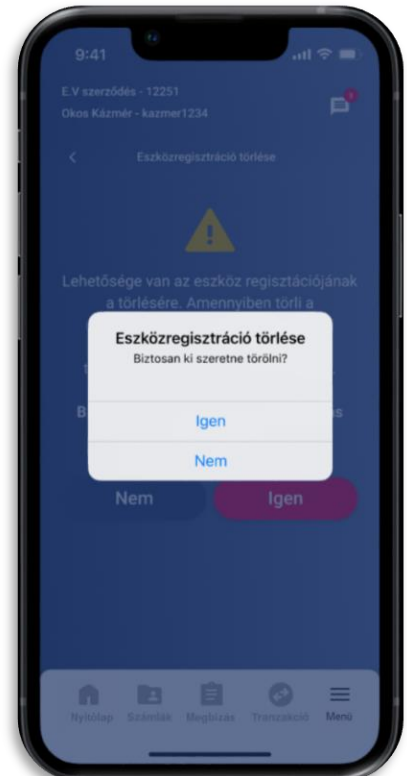 9:41
E.V szerződés - 12251
Okos Kázmér - kazmer1234
Eszközregisztráció törlése
Lehetősége van az eszköz regisztációjának
a törlésére. Amennyiben törli a
Eszközregisztráció törlése
Biztosan ki szeretne törölni?
Igen
Nem
Nem
Igen
Nyitólap
Számlák
Megbízás
Tranzakció
Menü